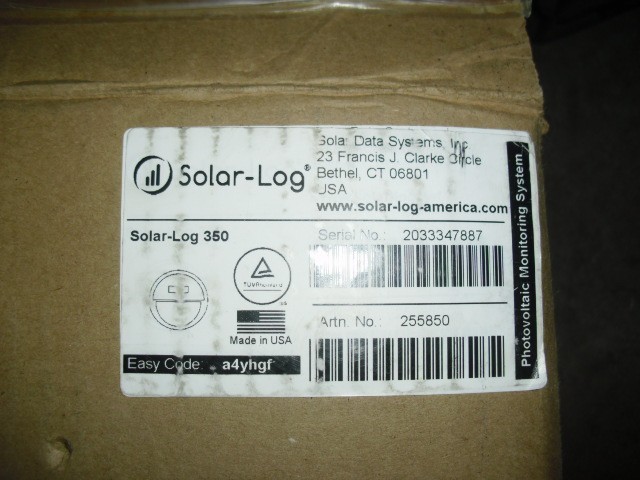 Solar-Log®
Solar Data Systems, Inc
23 Francis J. Clarke Circle
Bethel, CT 06801
USA
www.solar-log-america.com
Solar-Log 350
Serial No.: 2033347887
TÜVRheinland
Made in USA
Artn. No.: 255850
Easy Code: a4yhgf
Photovoltaic Monitoring System